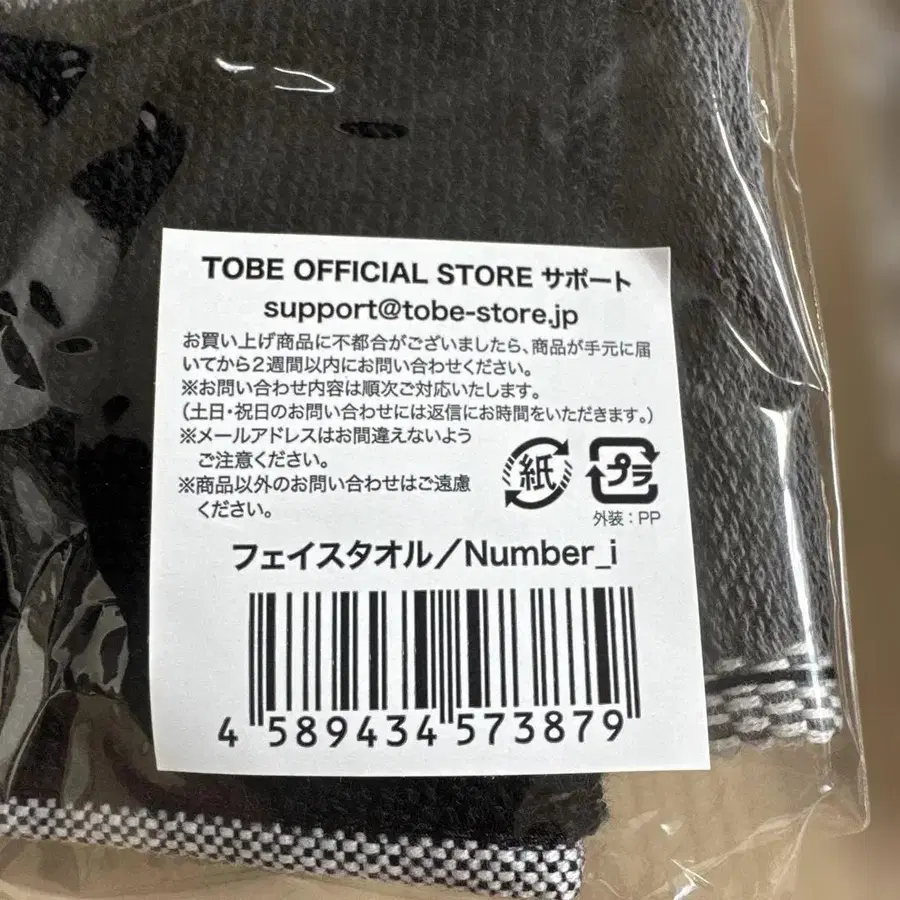 TOBE OFFICIAL STORE サポート
support@tobe-store.jp
お買い上げ商品に不都合がございましたら、商品が手元に届
いてから2週間以内にお問い合わせください。
※お問い合わせ内容は順次ご対応いたします。
(土日・祝日のお問い合わせには返信にお時間をいただきます。)
※メールアドレスはお間違えないよう
ご注意ください。
※商品以外のお問い合わせはご遠慮
ください。
紙
プラ
外装：PP
フェイスタオル／Number_i
4 589434 573879